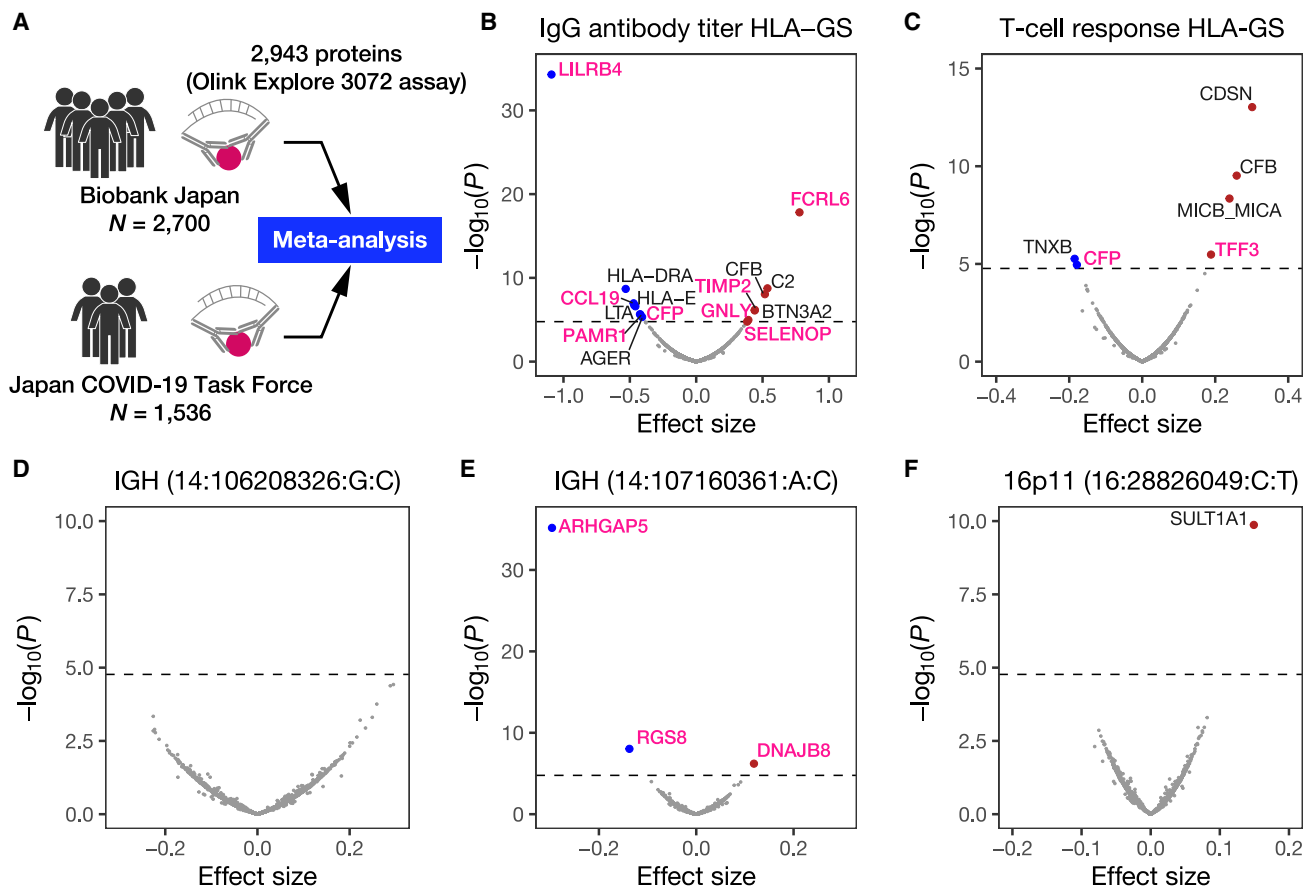 A
2,943 proteins
(Olink Explore 3072 assay)
Biobank Japan
N = 2,700
Meta-analysis
Japan COVID-19 Task Force
N = 1,536
B
IgG antibody titer HLA–GS
−log10(P)
30
20
10
0
LILRB4
FCRL6
HLA−DRA
CFB
C2
TIMP2
CCL19
HLA−E
GNLY
BTN3A2
LTA
CFP
PAMR1
SELENOP
AGER
−1.0
−0.5
0.0
0.5
1.0
Effect size
C
T-cell response HLA-GS
−log10(P)
15
10
5
0
CDSN
CFB
MICB_MICA
TNXB
CFP
TFF3
−0.4
−0.2
0.0
0.2
0.4
Effect size
D
IGH (14:106208326:G:C)
−log10(P)
10.0
7.5
5.0
2.5
0.0
−0.2
0.0
0.2
Effect size
E
IGH (14:107160361:A:C)
−log10(P)
30
20
10
0
ARHGAP5
RGS8
DNAJB8
−0.2
0.0
0.2
Effect size
F
16p11 (16:28826049:C:T)
−log10(P)
10.0
7.5
5.0
2.5
0.0
SULT1A1
−0.2
−0.1
0.0
0.1
0.2
Effect size